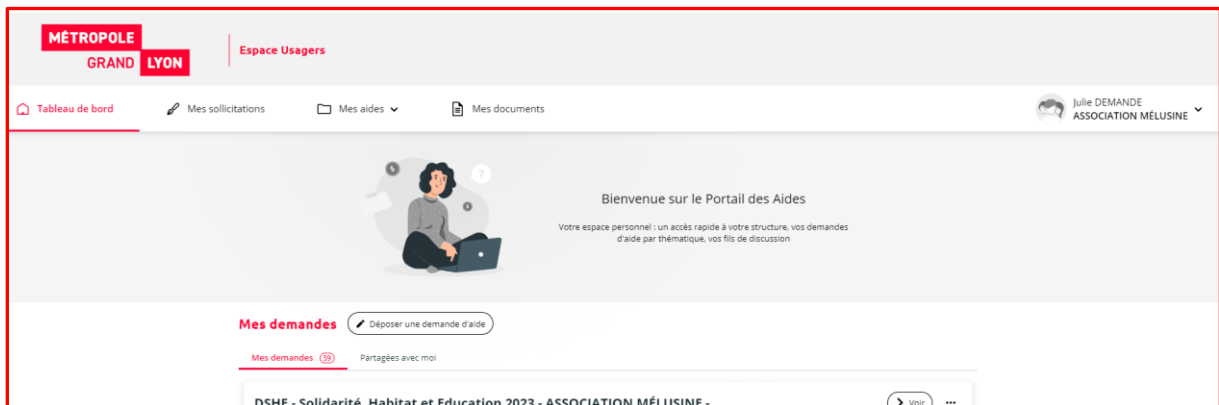 MÉTROPOLE
GRAND LYON
Espace Usagers
Tableau de bord
Mes sollicitations
Mes aides
Mes documents
Julie DEMANDE
ASSOCIATION MÉLUSINE
?
Bienvenue sur le Portail des Aides
Votre espace personnel : un accès rapide à votre structure, vos demandes
d'aide par thématique, vos fils de discussion
Mes demandes
Déposer une demande d'aide
Mes demandes 39
Partagées avec moi
DSHE - Solidarité, Habitat et Education 2023 - ASSOCIATION MÉLUSINE -
Voir